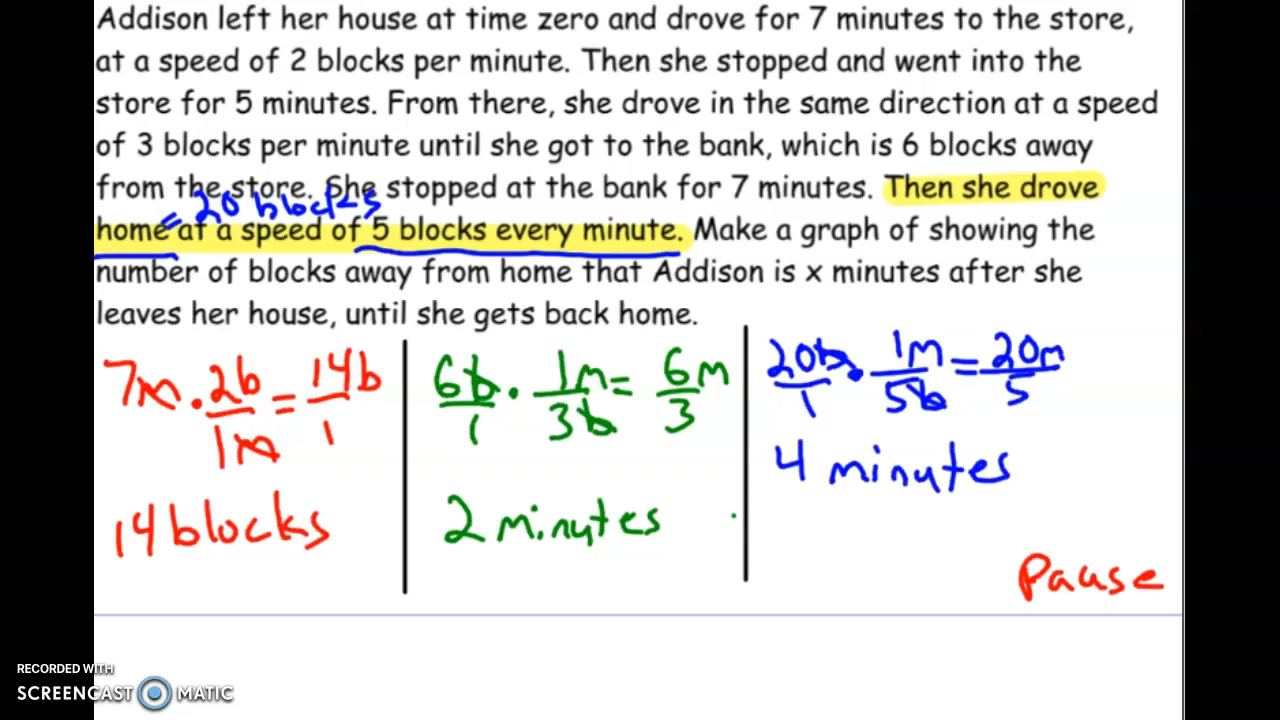 Addison left her house at time zero and drove for 7 minutes to the store,
at a speed of 2 blocks per minute. Then she stopped and went into the
store for 5 minutes. From there, she drove in the same direction at a speed
of 3 blocks per minute until she got to the bank, which is 6 blocks away
from the store. She stopped at the bank for 7 minutes. Then she drove
= 20 blocks
home at a speed of 5 blocks every minute. Make a graph of showing the
number of blocks away from home that Addison is x minutes after she
leaves her house, until she gets back home.
7m · 2b/1m = 14b/1
14 blocks
6b/1 · 1m/3b = 6m/3
2 minutes
20b/1 · 1m/5b = 20m/5
4 minutes
Pause
RECORDED WITH
SCREENCAST MATIC